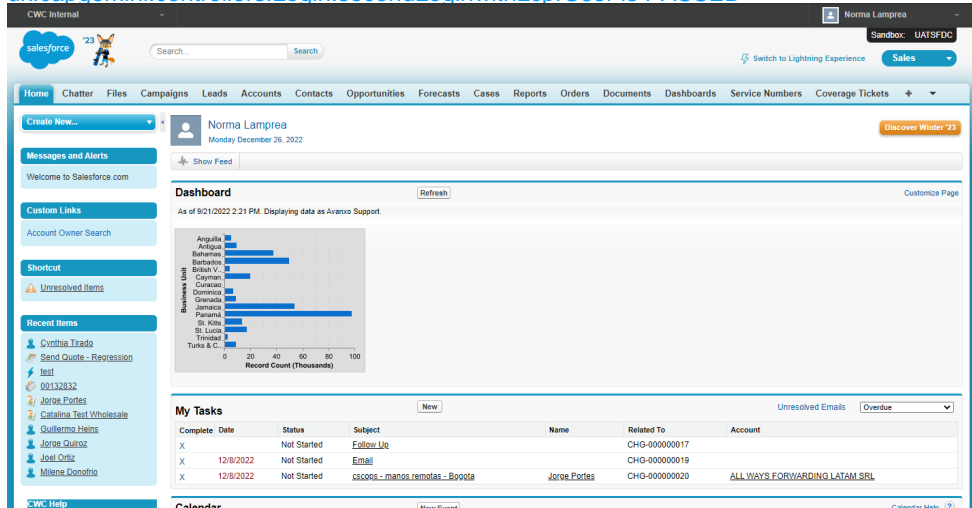 CWC Internal
Norma Lamprea
Sandbox: UATSFDC
salesforce '23
Search...
Search
Switch to Lightning Experience
Sales
Home Chatter Files Campaigns Leads Accounts Contacts Opportunities Forecasts Cases Reports Orders Documents Dashboards Service Numbers Coverage Tickets +
Create New...
Norma Lamprea
Monday December 26, 2022
Discover Winter '23
Show Feed
Messages and Alerts
Welcome to Salesforce.com
Custom Links
Account Owner Search
Shortcut
Unresolved Items
Recent Items
Cynthia Tirado
Send Quote - Regression
test
00132832
Jorge Portes
Catalina Test Wholesale
Guillermo Heins
Jorge Quiroz
Joel Ortiz
Milene Donofrio
CWC Help
Dashboard
Refresh
Customize Page
As of 9/21/2022 2:21 PM. Displaying data as Avanxo Support.
Business Unit
Anguilla
Antigua
Bahamas
Barbados
British V...
Cayman
Curacao
Dominica
Grenada
Jamaica
Panamá
St. Kitts
St. Lucia
Trinidad
Turks & C...
0 20 40 60 80 100
Record Count (Thousands)
My Tasks
New
Unresolved Emails
Overdue
Complete Date Status Subject Name Related To Account
X Not Started Follow Up CHG-000000017
X 12/8/2022 Not Started Email CHG-000000019
X 12/8/2022 Not Started cscops - manos remotas - Bogota Jorge Portes CHG-000000020 ALL WAYS FORWARDING LATAM SRL
Calendar
New Event
Calendar Help ?